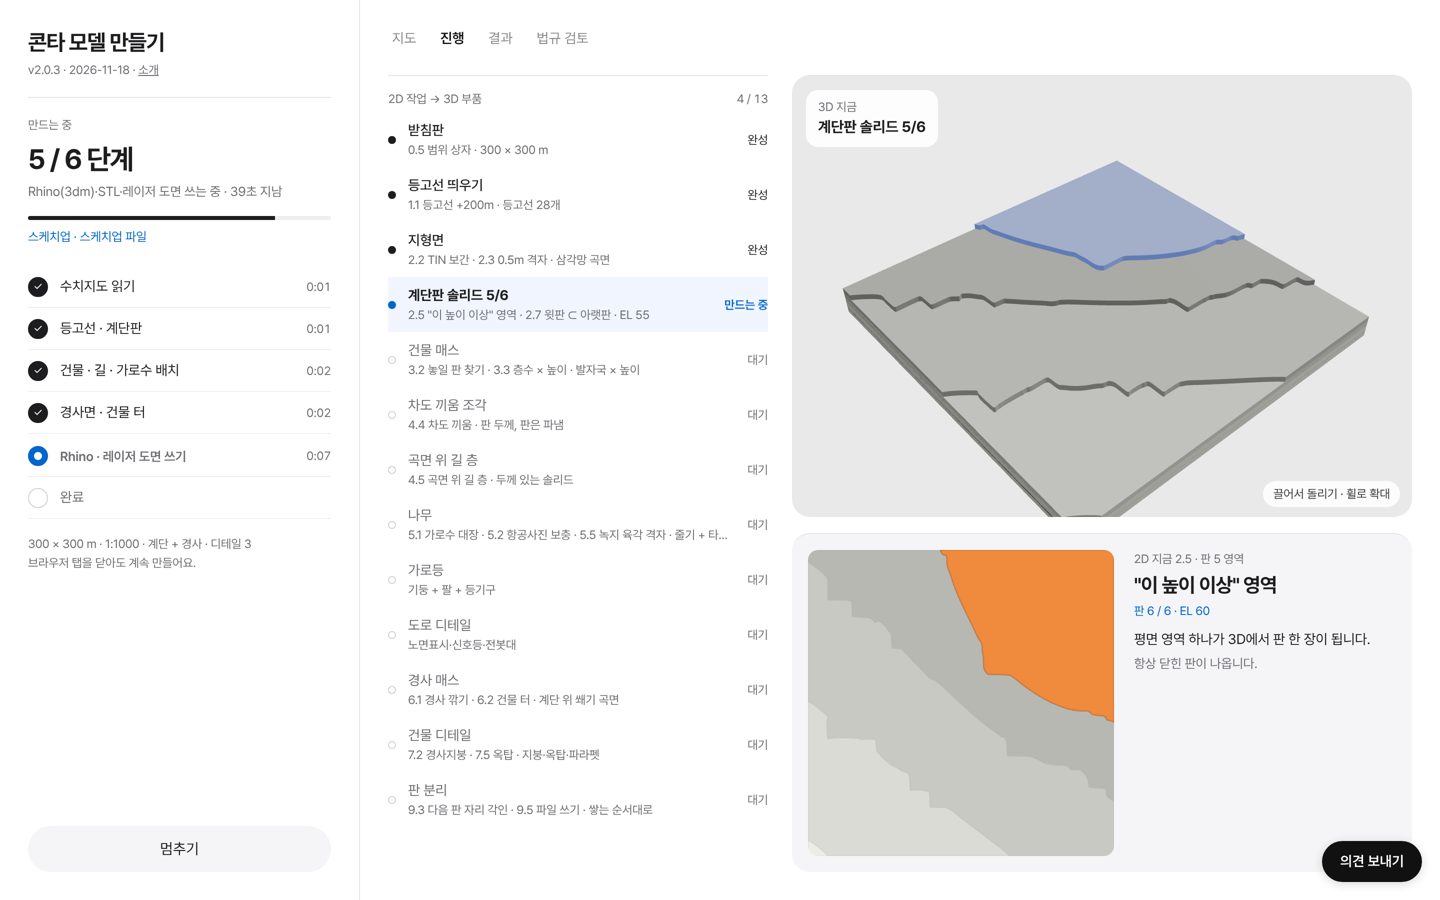 콘타 모델 만들기
v2.0.3 · 2026-11-18 · 소개
만드는 중
5 / 6 단계
Rhino(3dm)·STL·레이저 도면 쓰는 중 · 39초 지남
스케치업 · 스케치업 파일
수치지도 읽기 0:01
등고선 · 계단판 0:01
건물 · 길 · 가로수 배치 0:02
경사면 · 건물 터 0:02
Rhino · 레이저 도면 쓰기 0:07
완료
300 × 300 m · 1:1000 · 계단 + 경사 · 디테일 3
브라우저 탭을 닫아도 계속 만들어요.
멈추기
지도 진행 결과 법규 검토
2D 작업 → 3D 부품 4 / 13
받침판 완성
0.5 범위 상자 · 300 × 300 m
등고선 띄우기 완성
1.1 등고선 +200m · 등고선 28개
지형면 완성
2.2 TIN 보간 · 2.3 0.5m 격자 · 삼각망 곡면
계단판 솔리드 5/6 만드는 중
2.5 "이 높이 이상" 영역 · 2.7 윗판 ⊂ 아랫판 · EL 55
건물 매스 대기
3.2 놓일 판 찾기 · 3.3 층수 × 높이 · 발자국 × 높이
차도 끼움 조각 대기
4.4 차도 끼움 · 판 두께, 판은 파냄
곡면 위 길 층 대기
4.5 곡면 위 길 층 · 두께 있는 솔리드
나무 대기
5.1 가로수 대장 · 5.2 항공사진 보충 · 5.5 녹지 육각 격자 · 줄기 + 타...
가로등 대기
기둥 + 팔 + 등기구
도로 디테일 대기
노면표시·신호등·전봇대
경사 매스 대기
6.1 경사 깎기 · 6.2 건물 터 · 계단 위 쐐기 곡면
건물 디테일 대기
7.2 경사지붕 · 7.5 옥탑 · 지붕·옥탑·파라펫
판 분리 대기
9.3 다음 판 자리 각인 · 9.5 파일 쓰기 · 쌓는 순서대로
3D 지금
계단판 솔리드 5/6
끌어서 돌리기 · 휠로 확대
2D 지금 2.5 · 판 5 영역
"이 높이 이상" 영역
판 6 / 6 · EL 60
평면 영역 하나가 3D에서 판 한 장이 됩니다.
항상 닫힌 판이 나옵니다.
의견 보내기